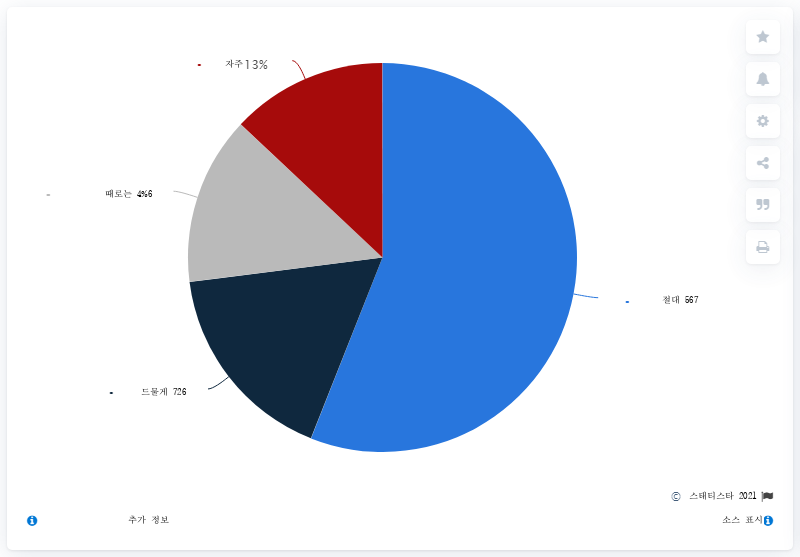 자주 13%
때로는 4%6
절대 567
드물게 726
© 스태티스타 2021
추가 정보
소스 표시